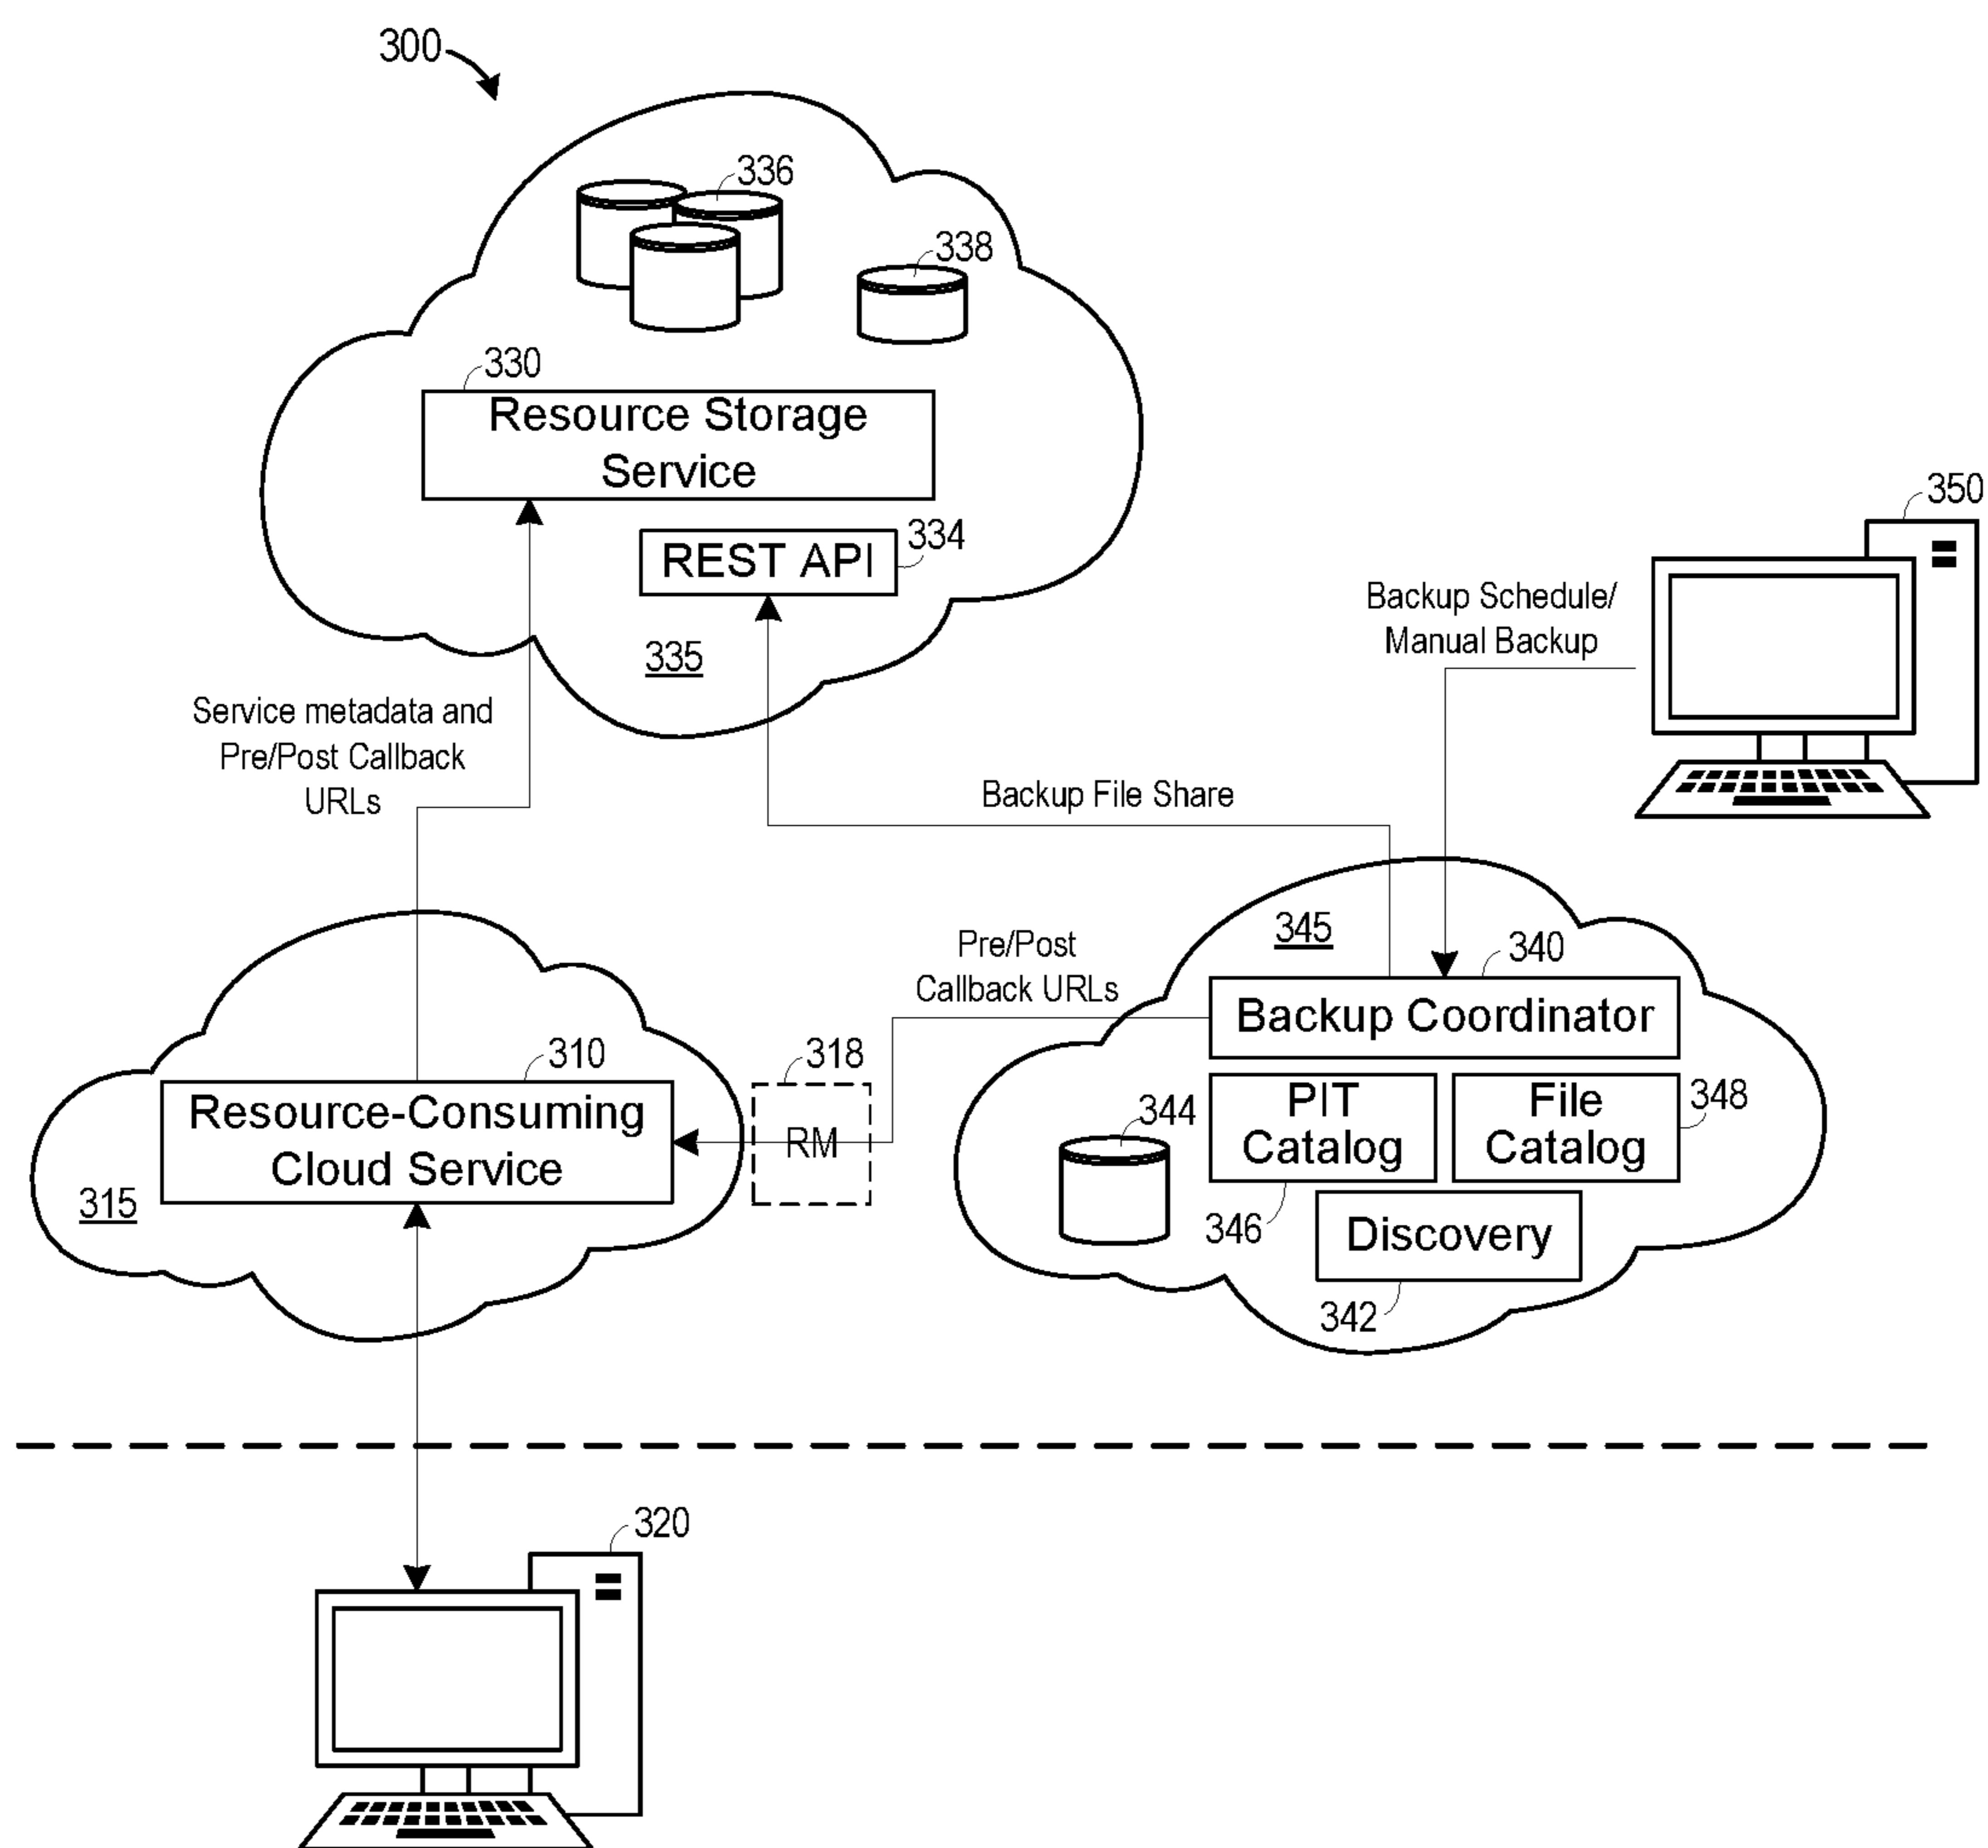 300
336
338
330
Resource Storage
Service
350
REST API
334
Backup Schedule/
Manual Backup
335
Service metadata and
Pre/Post Callback
URLs
Backup File Share
345
340
Pre/Post
Callback URLs
Backup Coordinator
310
318
344
PIT
Catalog
File
Catalog
348
Resource-Consuming
Cloud Service
RM
315
346
Discovery
342
320